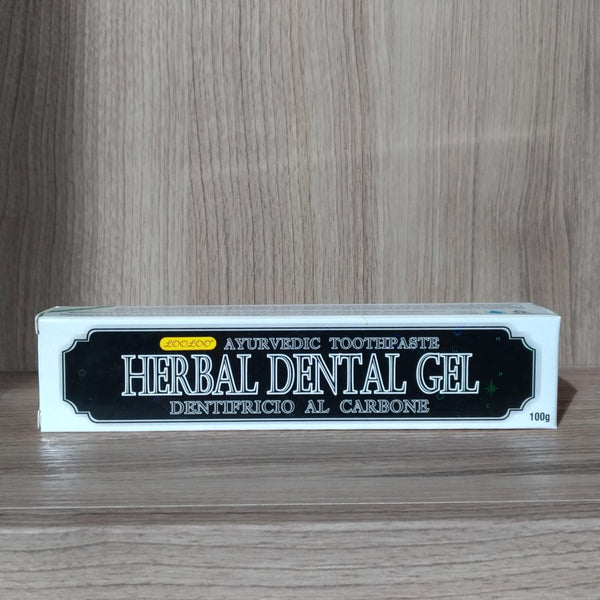 LOOLOO AYURVEDIC TOOTHPASTE
HERBAL DENTAL GEL
DENTIFRICIO AL CARBONE
100g